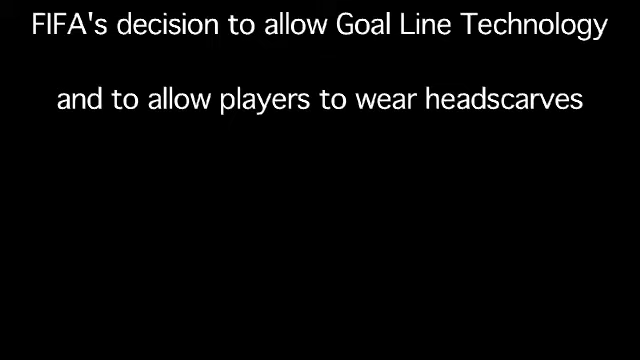 FIFA's decision to allow Goal Line Technology
and to allow players to wear headscarves